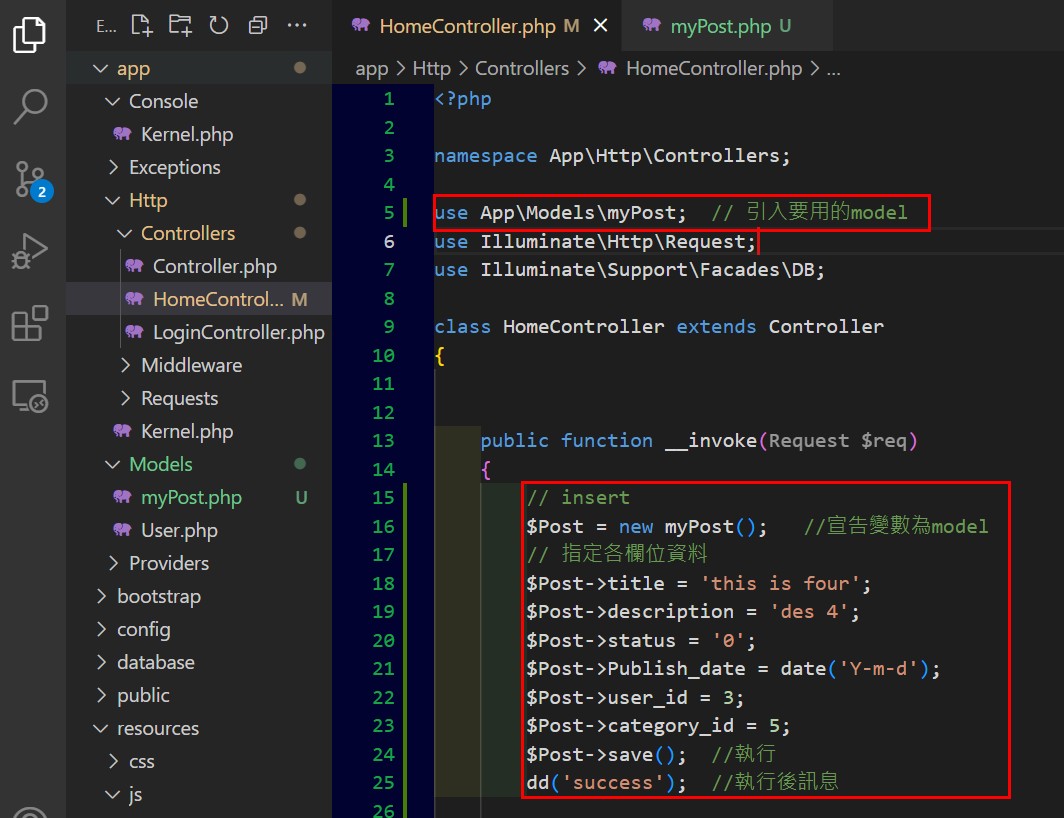 E...
HomeController.php M
myPost.php U
app > Http > Controllers > HomeController.php > ...
app
Console
Kernel.php
Exceptions
Http
Controllers
Controller.php
HomeControl... M
LoginController.php
Middleware
Requests
Kernel.php
Models
myPost.php U
User.php
Providers
bootstrap
config
database
public
resources
css
js
2
1 <?php
2
3 namespace App\Http\Controllers;
4
5 use App\Models\myPost;  // 引入要用的model
6 use Illuminate\Http\Request;
7 use Illuminate\Support\Facades\DB;
8
9 class HomeController extends Controller
10 {
11
12
13 public function __invoke(Request $req)
14 {
15 // insert
16 $Post = new myPost();   //宣告變數為model
17 // 指定各欄位資料
18 $Post->title = 'this is four';
19 $Post->description = 'des 4';
20 $Post->status = '0';
21 $Post->Publish_date = date('Y-m-d');
22 $Post->user_id = 3;
23 $Post->category_id = 5;
24 $Post->save();  //執行
25 dd('success');  //執行後訊息
26